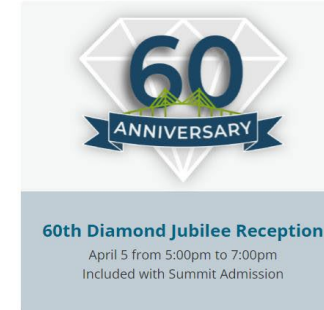 60
ANNIVERSARY
60th Diamond Jubilee Reception
April 5 from 5:00pm to 7:00pm
Included with Summit Admission